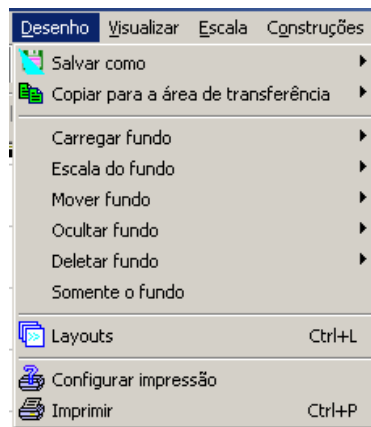 Desenho Visualizar Escala Construções
Salvar como
Copiar para a área de transferência
Carregar fundo
Escala do fundo
Mover fundo
Ocultar fundo
Deletar fundo
Somente o fundo
Layouts Ctrl+L
Configurar impressão
Imprimir Ctrl+P